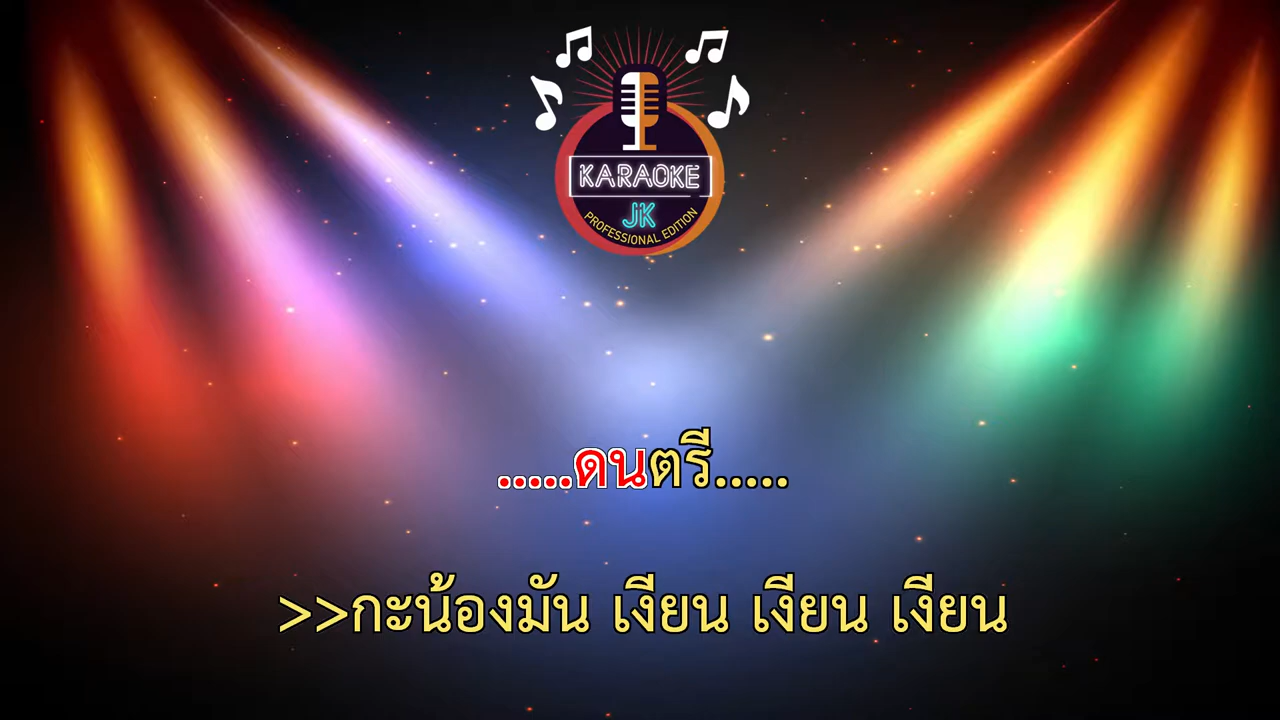 KARAOKE
JK
PROFESSIONAL EDITION
.....ดนตรี.....
>>กะน้องมัน เงียน เงียน เงียน